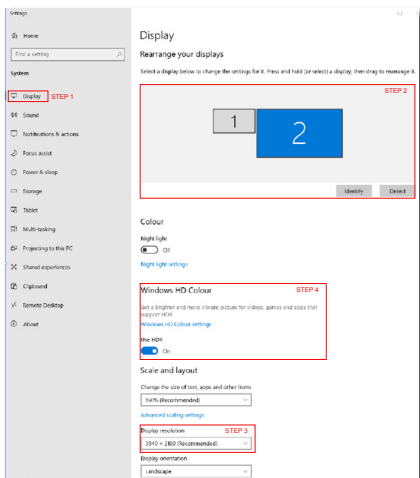 Settings
Home
Find a setting
System
Display STEP 1
Sound
Notifications & actions
Focus assist
Power & sleep
Storage
Tablet
Multi-tasking
Projecting to this PC
Shared experiences
Clipboard
Remote Desktop
About
Display
Rearrange your displays
Select a display below to change the settings for it. Press and hold (or select) a display, then drag to rearrange it.
STEP 2
1
2
Identify Detect
Colour
Night light
Off
Night light settings
Windows HD Colour STEP 4
Get a brighter and more vibrant picture for videos, games and apps that
support HDR.
Windows HD Colour settings
Use HDR
On
Scale and layout
Change the size of text, apps and other items
(Recommended)
Advanced scaling settings
Display resolution STEP 3
3840 × 2160 (Recommended)
Display orientation
Landscape